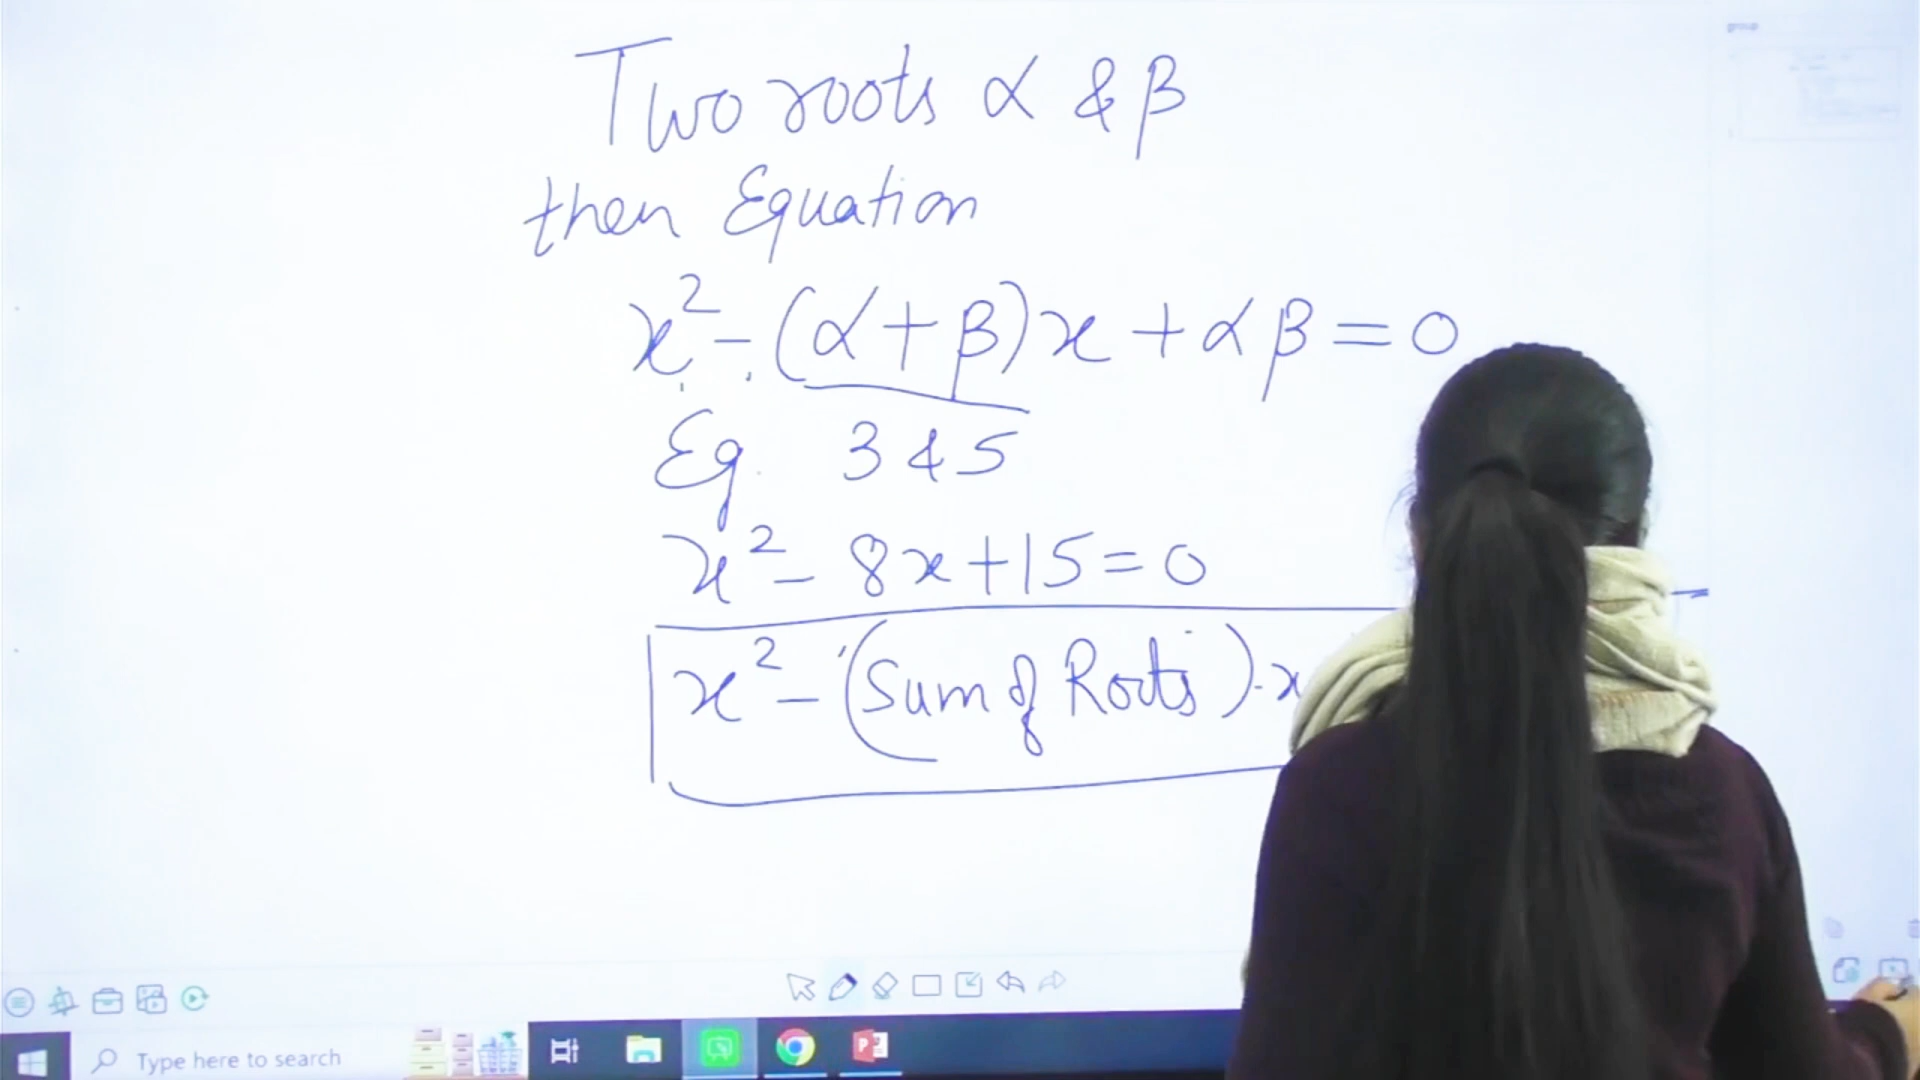 Two roots α & β
then Equation
x² - (α + β)x + αβ = 0
Eg. 3 & 5
x² - 8x + 15 = 0
x² - (Sum of Roots).x
Type here to search